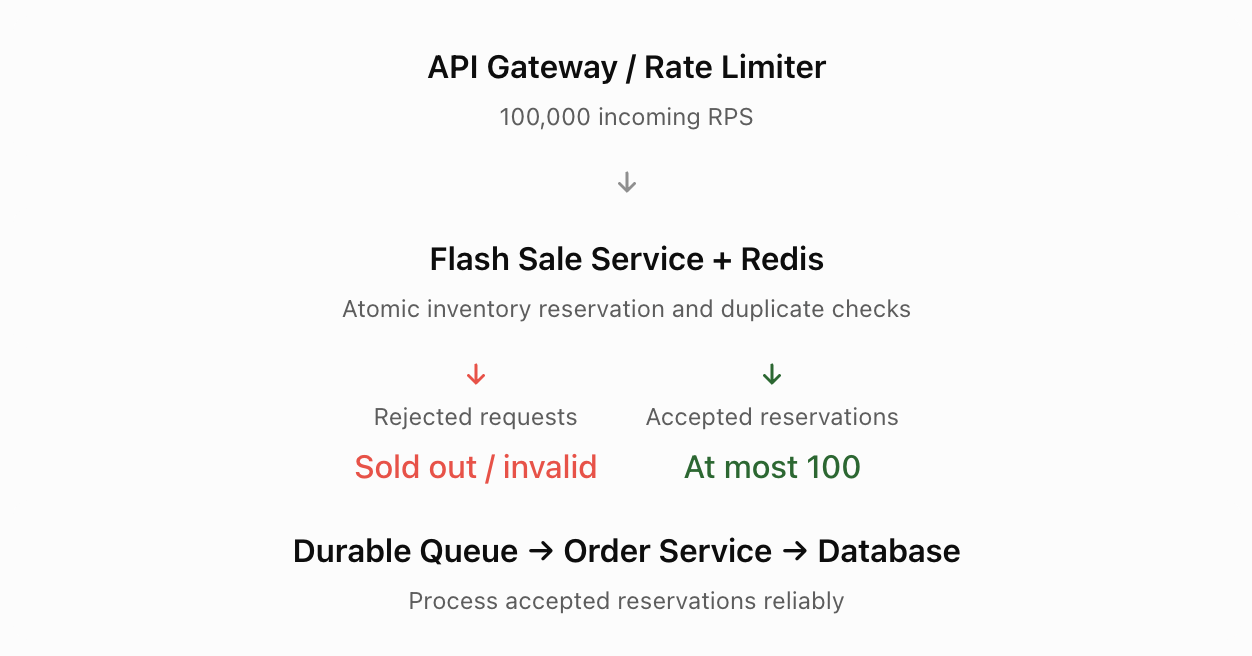 API Gateway / Rate Limiter
100,000 incoming RPS
↓
Flash Sale Service + Redis
Atomic inventory reservation and duplicate checks
↓ ↓
Rejected requests Accepted reservations
Sold out / invalid At most 100
Durable Queue → Order Service → Database
Process accepted reservations reliably